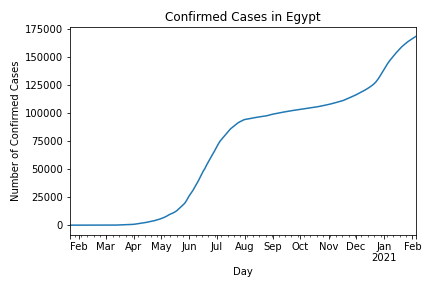 Confirmed Cases in Egypt
175000
150000
125000
100000
75000
50000
25000
0
Number of Confirmed Cases
Feb Mar Apr May Jun Jul Aug Sep Oct Nov Dec Jan Feb
2021
Day